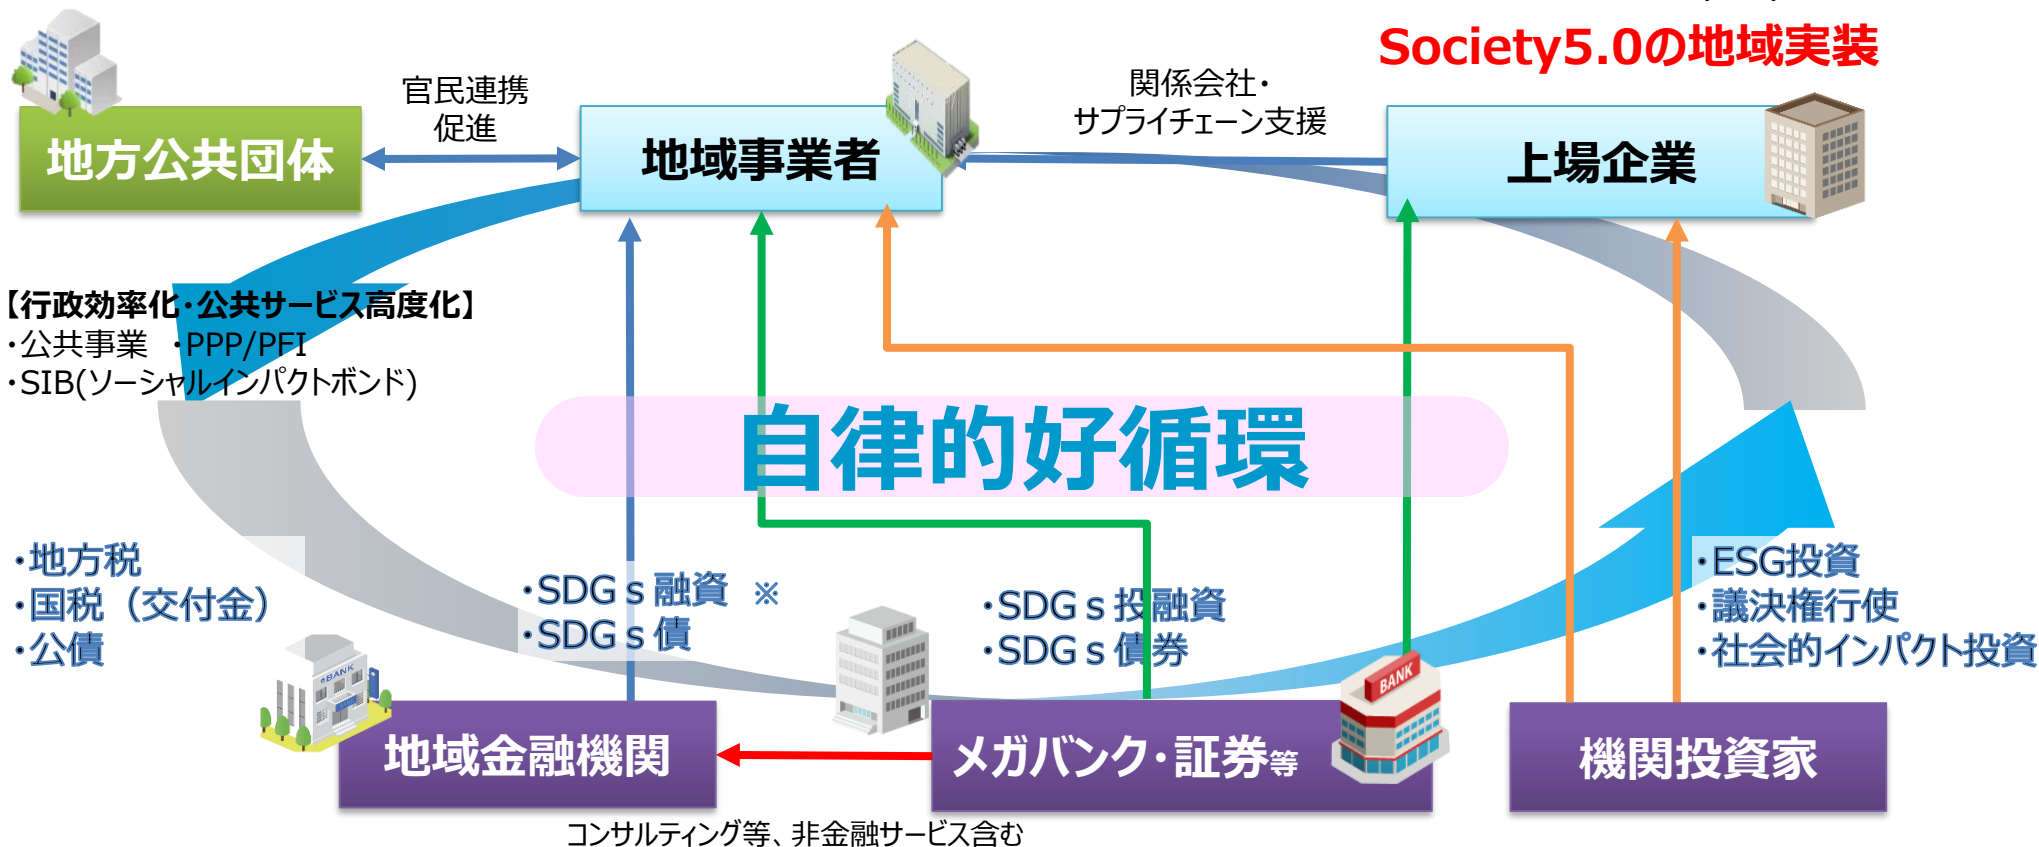 Society5.0の地域実装
官民連携
促進
関係会社・
サプライチェーン支援
地方公共団体
地域事業者
上場企業
【行政効率化・公共サービス高度化】
・公共事業 ・PPP/PFI
・SIB(ソーシャルインパクトボンド)
自律的好循環
・地方税
・国税（交付金）
・公債
・SDGｓ融資 ※
・SDGｓ債
・SDGｓ投融資
・SDGｓ債券
・ESG投資
・議決権行使
・社会的インパクト投資
BANK
BANK
地域金融機関
メガバンク・証券等
機関投資家
コンサルティング等、非金融サービス含む